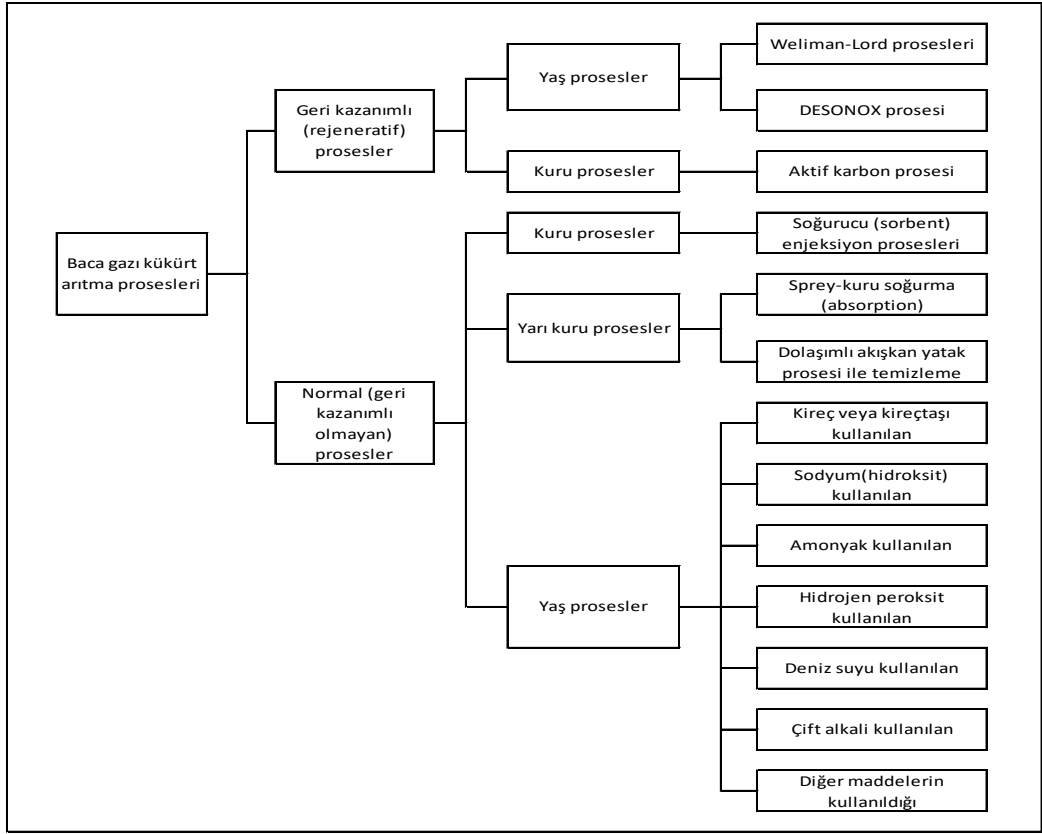 Baca gazı kükürt
arıtma prosesleri
Geri kazanımlı
(rejeneratif)
prosesler
Yaş prosesler
Weliman-Lord prosesleri
DESONOX prosesi
Kuru prosesler
Aktif karbon prosesi
Normal (geri
kazanımlı
olmayan)
prosesler
Kuru prosesler
Soğurucu (sorbent)
enjeksiyon prosesleri
Yarı kuru prosesler
Sprey-kuru soğurma
(absorption)
Dolaşımlı akışkan yatak
prosesi ile temizleme
Yaş prosesler
Kireç veya kireçtaşı
kullanılan
Sodyum(hidroksit)
kullanılan
Amonyak kullanılan
Hidrojen peroksit
kullanılan
Deniz suyu kullanılan
Çift alkali kullanılan
Diğer maddelerin
kullanıldığı